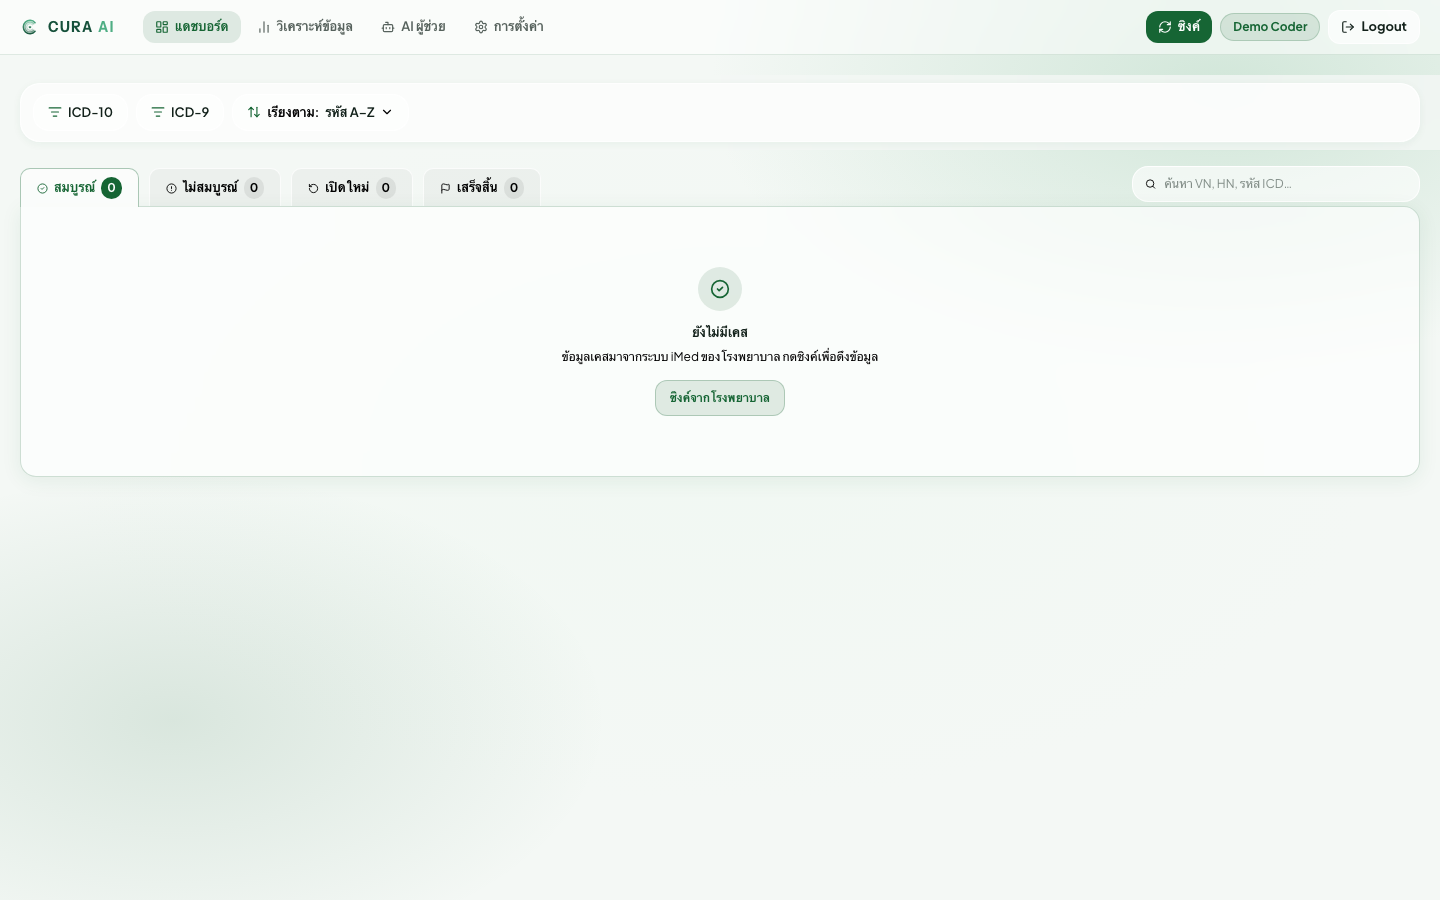 CURA AI
แดชบอร์ด
วิเคราะห์ข้อมูล
AI ผู้ช่วย
การตั้งค่า
ซิงค์
Demo Coder
Logout
ICD-10
ICD-9
เรียงตาม: รหัส A-Z
สมบูรณ์ 0
ไม่สมบูรณ์ 0
เปิดใหม่ 0
เสร็จสิ้น 0
ค้นหา VN, HN, รหัส ICD...
ยังไม่มีเคส
ข้อมูลเคสมาจากระบบ iMed ของโรงพยาบาล กดซิงค์เพื่อดึงข้อมูล
ซิงค์จากโรงพยาบาล